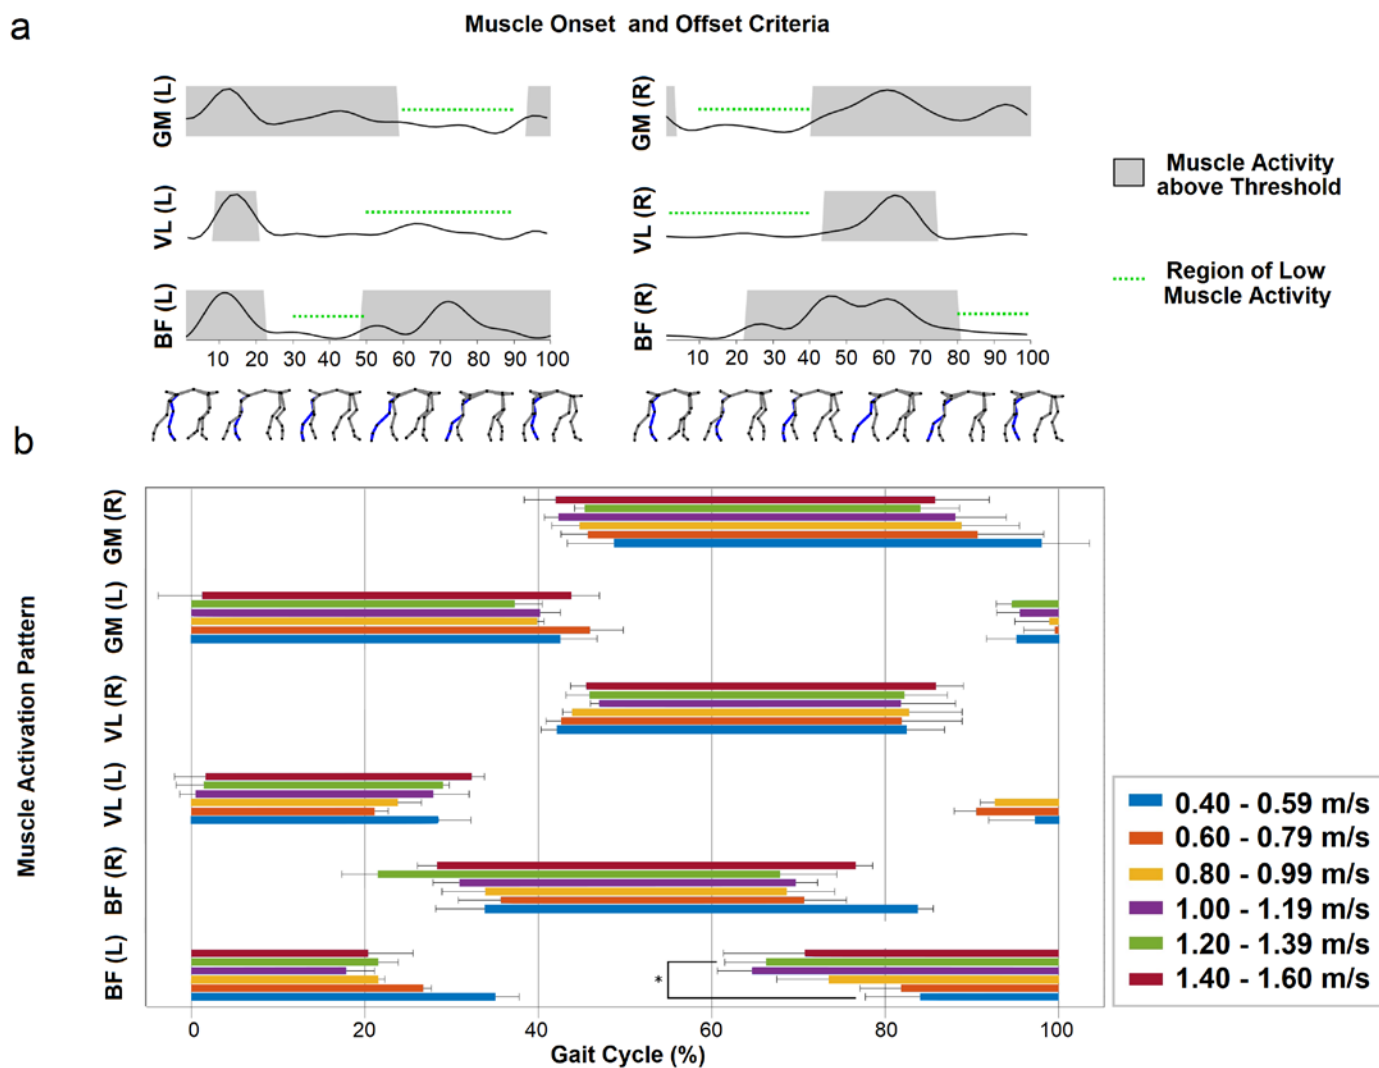 a
Muscle Onset and Offset Criteria
GM (L)
GM (R)
VL (L)
VL (R)
BF (L)
BF (R)
10 20 30 40 50 60 70 80 90 100
10 20 30 40 50 60 70 80 90 100
Muscle Activity
above Threshold
Region of Low
Muscle Activity
b
Muscle Activation Pattern
GM (R)
GM (L)
VL (R)
VL (L)
BF (R)
BF (L)
*
0 20 40 60 80 100
Gait Cycle (%)
0.40 - 0.59 m/s
0.60 - 0.79 m/s
0.80 - 0.99 m/s
1.00 - 1.19 m/s
1.20 - 1.39 m/s
1.40 - 1.60 m/s